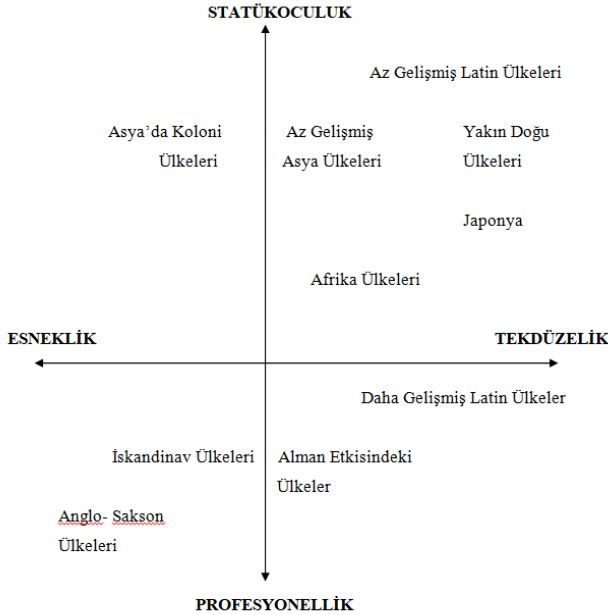 STATÜKOCULUK
Az Gelişmiş Latin Ülkeleri
Asya’da Koloni
Ülkeleri
Az Gelişmiş
Asya Ülkeleri
Yakın Doğu
Ülkeleri
Japonya
Afrika Ülkeleri
ESNEKLİK
TEKDÜZELİK
Daha Gelişmiş Latin Ülkeler
İskandinav Ülkeleri
Alman Etkisindeki
Ülkeler
Anglo- Sakson
Ülkeleri
PROFESYONELLİK